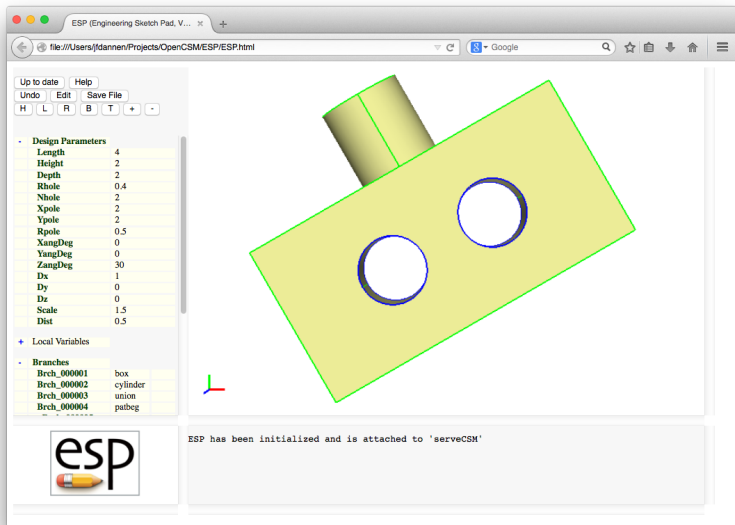 ESP (Engineering Sketch Pad, V...
file:///Users/jfdannen/Projects/OpenCSM/ESP/ESP.html
Google
Up to date Help
Undo Edit Save File
H L R B T + -
- Design Parameters
Length 4
Height 2
Depth 2
Rhole 0.4
Nhole 2
Xpole 2
Ypole 2
Rpole 0.5
XangDeg 0
YangDeg 0
ZangDeg 30
Dx 1
Dy 0
Dz 0
Scale 1.5
Dist 0.5
+ Local Variables
- Branches
Brch_000001 box
Brch_000002 cylinder
Brch_000003 union
Brch_000004 patbeg
esp
ESP has been initialized and is attached to 'serveCSM'